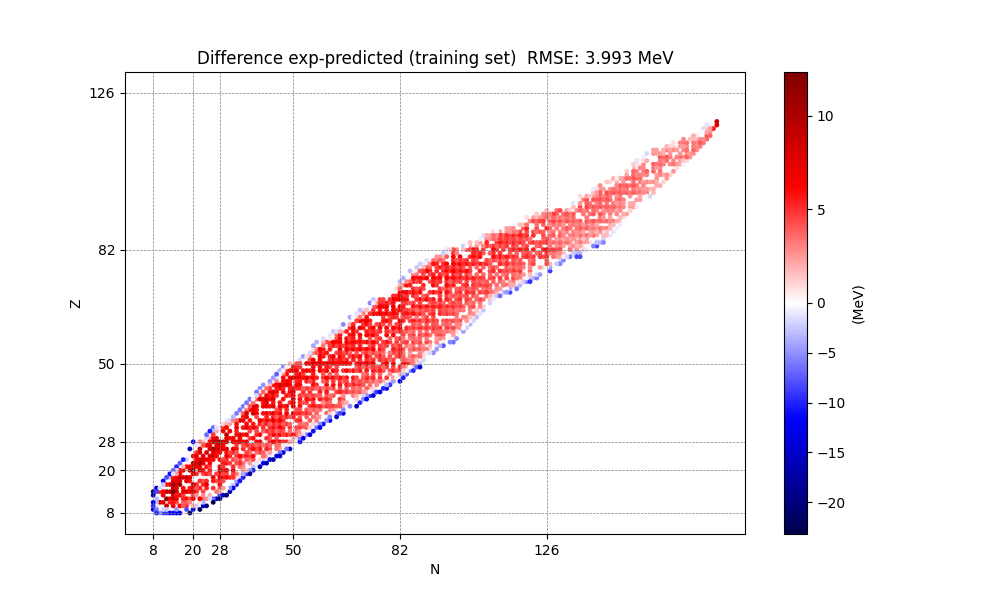 Difference exp-predicted (training set)  RMSE: 3.993 MeV
126
82
50
28
20
8
Z
8 20 28 50 82 126
N
10
5
0
−5
−10
−15
−20
(MeV)